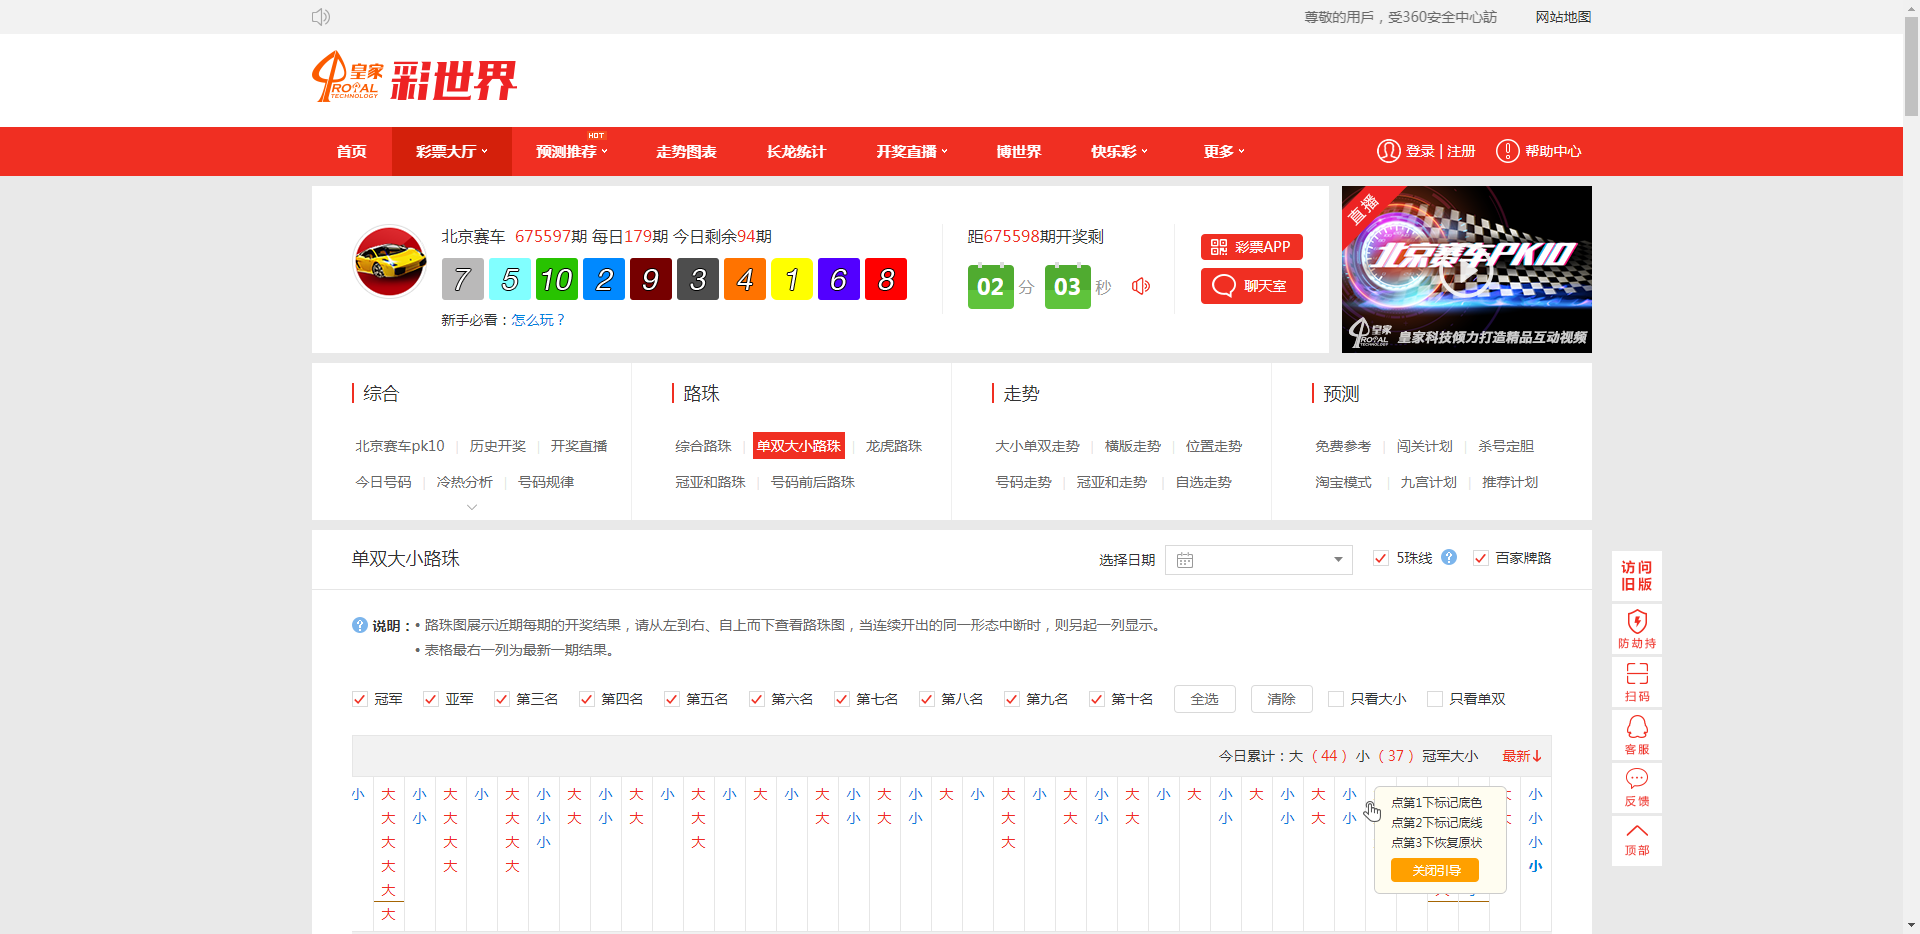 尊敬的用戶，受360安全中心訪
网站地图
皇家
ROYAL
TECHNOLOGY
彩世界
首页
彩票大厅
预测推荐
HOT
走势图表
长龙统计
开奖直播
博世界
快乐彩
更多
登录 | 注册
帮助中心
北京赛车 675597期 每日179期 今日剩余94期
7 5 10 2 9 3 4 1 6 8
新手必看：怎么玩？
距675598期开奖剩
02 分 03 秒
彩票APP
聊天室
直播
北京赛车PK10
皇家
ROYAL
TECHNOLOGY
皇家科技倾力打造精品互动视频
综合
北京赛车pk10 | 历史开奖 | 开奖直播
今日号码 | 冷热分析 | 号码规律
路珠
综合路珠 | 单双大小路珠 | 龙虎路珠
冠亚和路珠 | 号码前后路珠
走势
大小单双走势 | 横版走势 | 位置走势
号码走势 | 冠亚和走势 | 自选走势
预测
免费参考 | 闯关计划 | 杀号定胆
淘宝模式 | 九宫计划 | 推荐计划
单双大小路珠
选择日期
5珠线
?
百家牌路
? 说明：• 路珠图展示近期每期的开奖结果，请从左到右、自上而下查看路珠图，当连续开出的同一形态中断时，则另起一列显示。
• 表格最右一列为最新一期结果。
冠军 亚军 第三名 第四名 第五名 第六名 第七名 第八名 第九名 第十名 全选 清除 只看大小 只看单双
今日累计：大（44）小（37）冠军大小 最新↓
小 大 小 大 小 大 小 大 小 大 小 大 小 大 小 大 小 大 小 大 小 大 小 大 小 大 小 大 小 大 小 大 小 小
大 小 大 大 小 大 小 大 大 大 小 大 小 大 大 小 大 小 小 大 小 小
大 大 大 小 大 大 小
大 大 大 小
大
大
点第1下标记底色
点第2下标记底线
点第3下恢复原状
关闭引导
访问
旧版
防劫持
扫码
客服
反馈
顶部